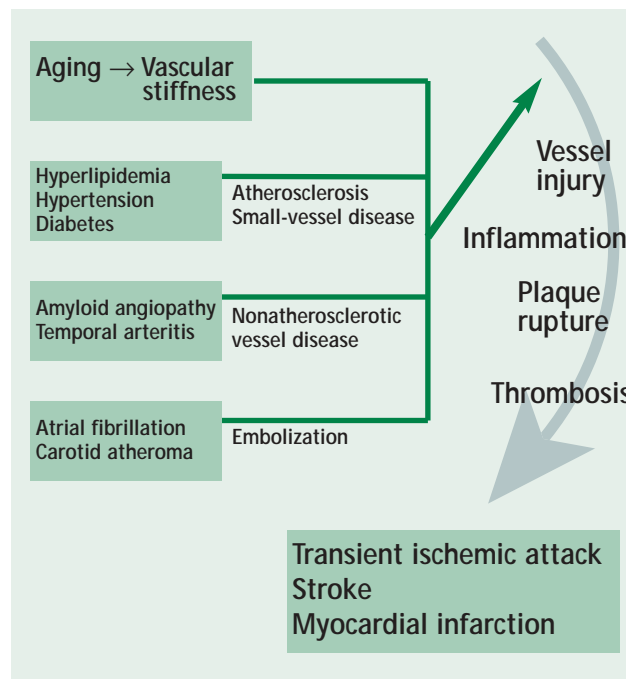 Aging → Vascular
stiffness
Hyperlipidemia
Hypertension
Diabetes
Atherosclerosis
Small-vessel disease
Amyloid angiopathy
Temporal arteritis
Nonatherosclerotic
vessel disease
Atrial fibrillation
Carotid atheroma
Embolization
Vessel
injury
Inflammation
Plaque
rupture
Thrombosis
Transient ischemic attack
Stroke
Myocardial infarction